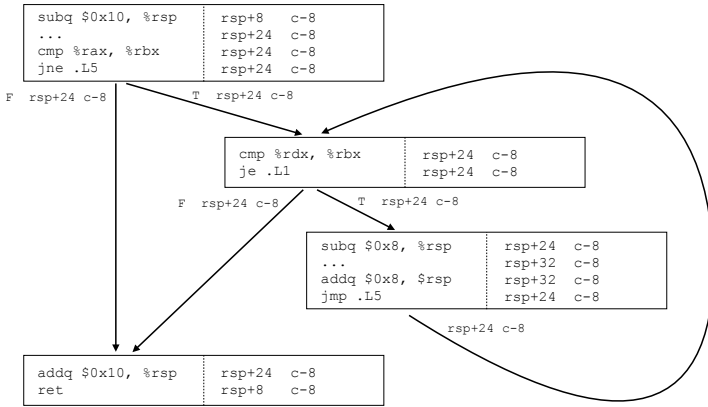 subq $0x10, %rsp rsp+8 c-8
... rsp+24 c-8
cmp %rax, %rbx rsp+24 c-8
jne .L5 rsp+24 c-8
F rsp+24 c-8 T rsp+24 c-8
cmp %rdx, %rbx rsp+24 c-8
je .L1 rsp+24 c-8
F rsp+24 c-8 T rsp+24 c-8
subq $0x8, %rsp rsp+24 c-8
... rsp+32 c-8
addq $0x8, $rsp rsp+32 c-8
jmp .L5 rsp+24 c-8
rsp+24 c-8
addq $0x10, %rsp rsp+24 c-8
ret rsp+8 c-8